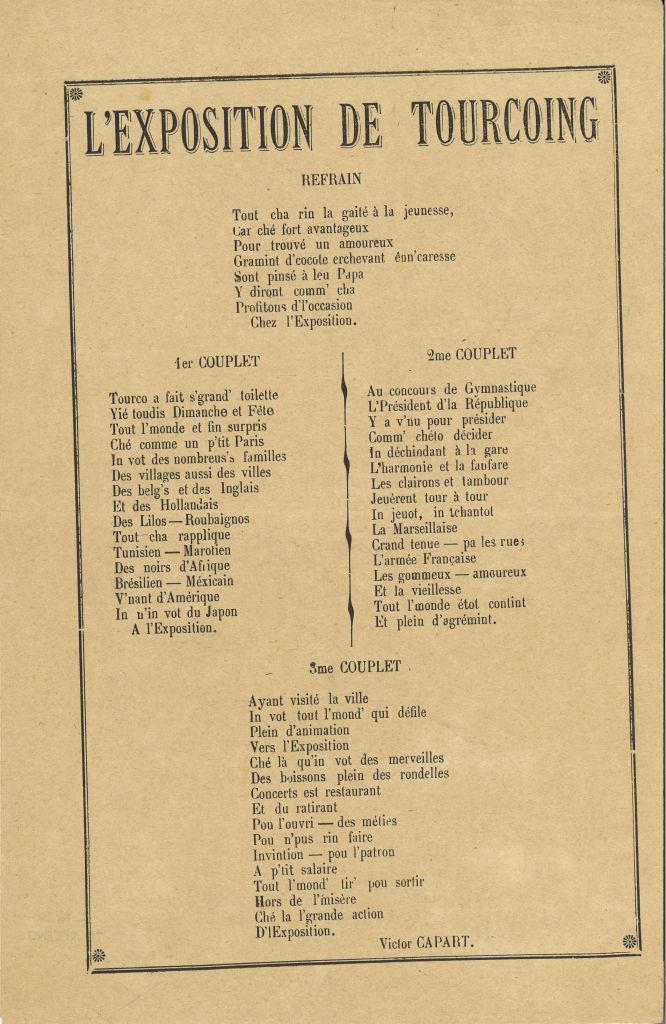 L'EXPOSITION DE TOURCOING
REFRAIN
Tout cha rin la gaité à la jeunesse,
Car ché fort avantageux
Pour trouvé un amoureux
Gramint d'cocote erchevant énn'caresse
Sont pinsé à leu Papa
Y diront comm' cha
Profitons d'l'occasion
Chez l'Exposition.
1er COUPLET
Tourco a fait s'grand' toilette
Yié toudis Dimanche et Fête
Tout l'monde et fin surpris
Ché comme un p'tit Paris
In vot des nombreus's familles
Des villages aussi des villes
Des belg's et des Inglais
Et des Hollandais
Des Lilos — Roubaignos
Tout cha rapplique
Tunisien — Marotien
Des noirs d'Afrique
Brésilien — Méxicain
V'nant d'Amérique
In n'in vot du Japon
A l'Exposition.
2me COUPLET
Au concours de Gymnastique
L'Président d'la République
Y a v'nu pour présider
Comm' chéto décider
In déchindant à la gare
L'harmonie et la fanfare
Les clairons et tambour
Jeuèrent tour à tour
In jeuot, in tchantot
La Marseillaise
Grand tenue — pa les rues
L'armée Française
Les gommeux — amoureux
Et la vieillesse
Tout l'monde étot contint
Et plein d'agrémint.
3me COUPLET
Ayant visité la ville
In vot tout l'mond' qui défile
Plein d'animation
Vers l'Exposition
Ché là qu'in vot des merveilles
Des boissons plein des rondelles
Concerts est restaurant
Et du ratirant
Pou l'ouvri — des méties
Pou n'pus rin faire
Invintion — pou l'patron
A p'tit salaire
Tout l'mond' tir' pou sortir
Hors de l'misère
Ché la l'grande action
D'lExposition.
Victor CAPART.